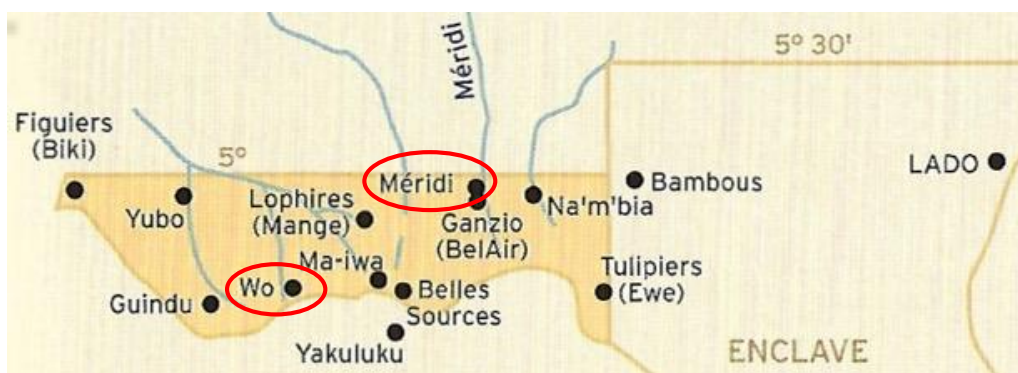 5° 30'
Méridi
Figuiers
(Biki)
5°
LADO
Méridi
Bambous
Yubo
Lophires
(Mange)
Ganzio
(BelAir)
Na'm'bia
Ma-iwa
Tulipiers
(Ewe)
Wo
Guindu
Belles
Sources
Yakuluku
ENCLAVE